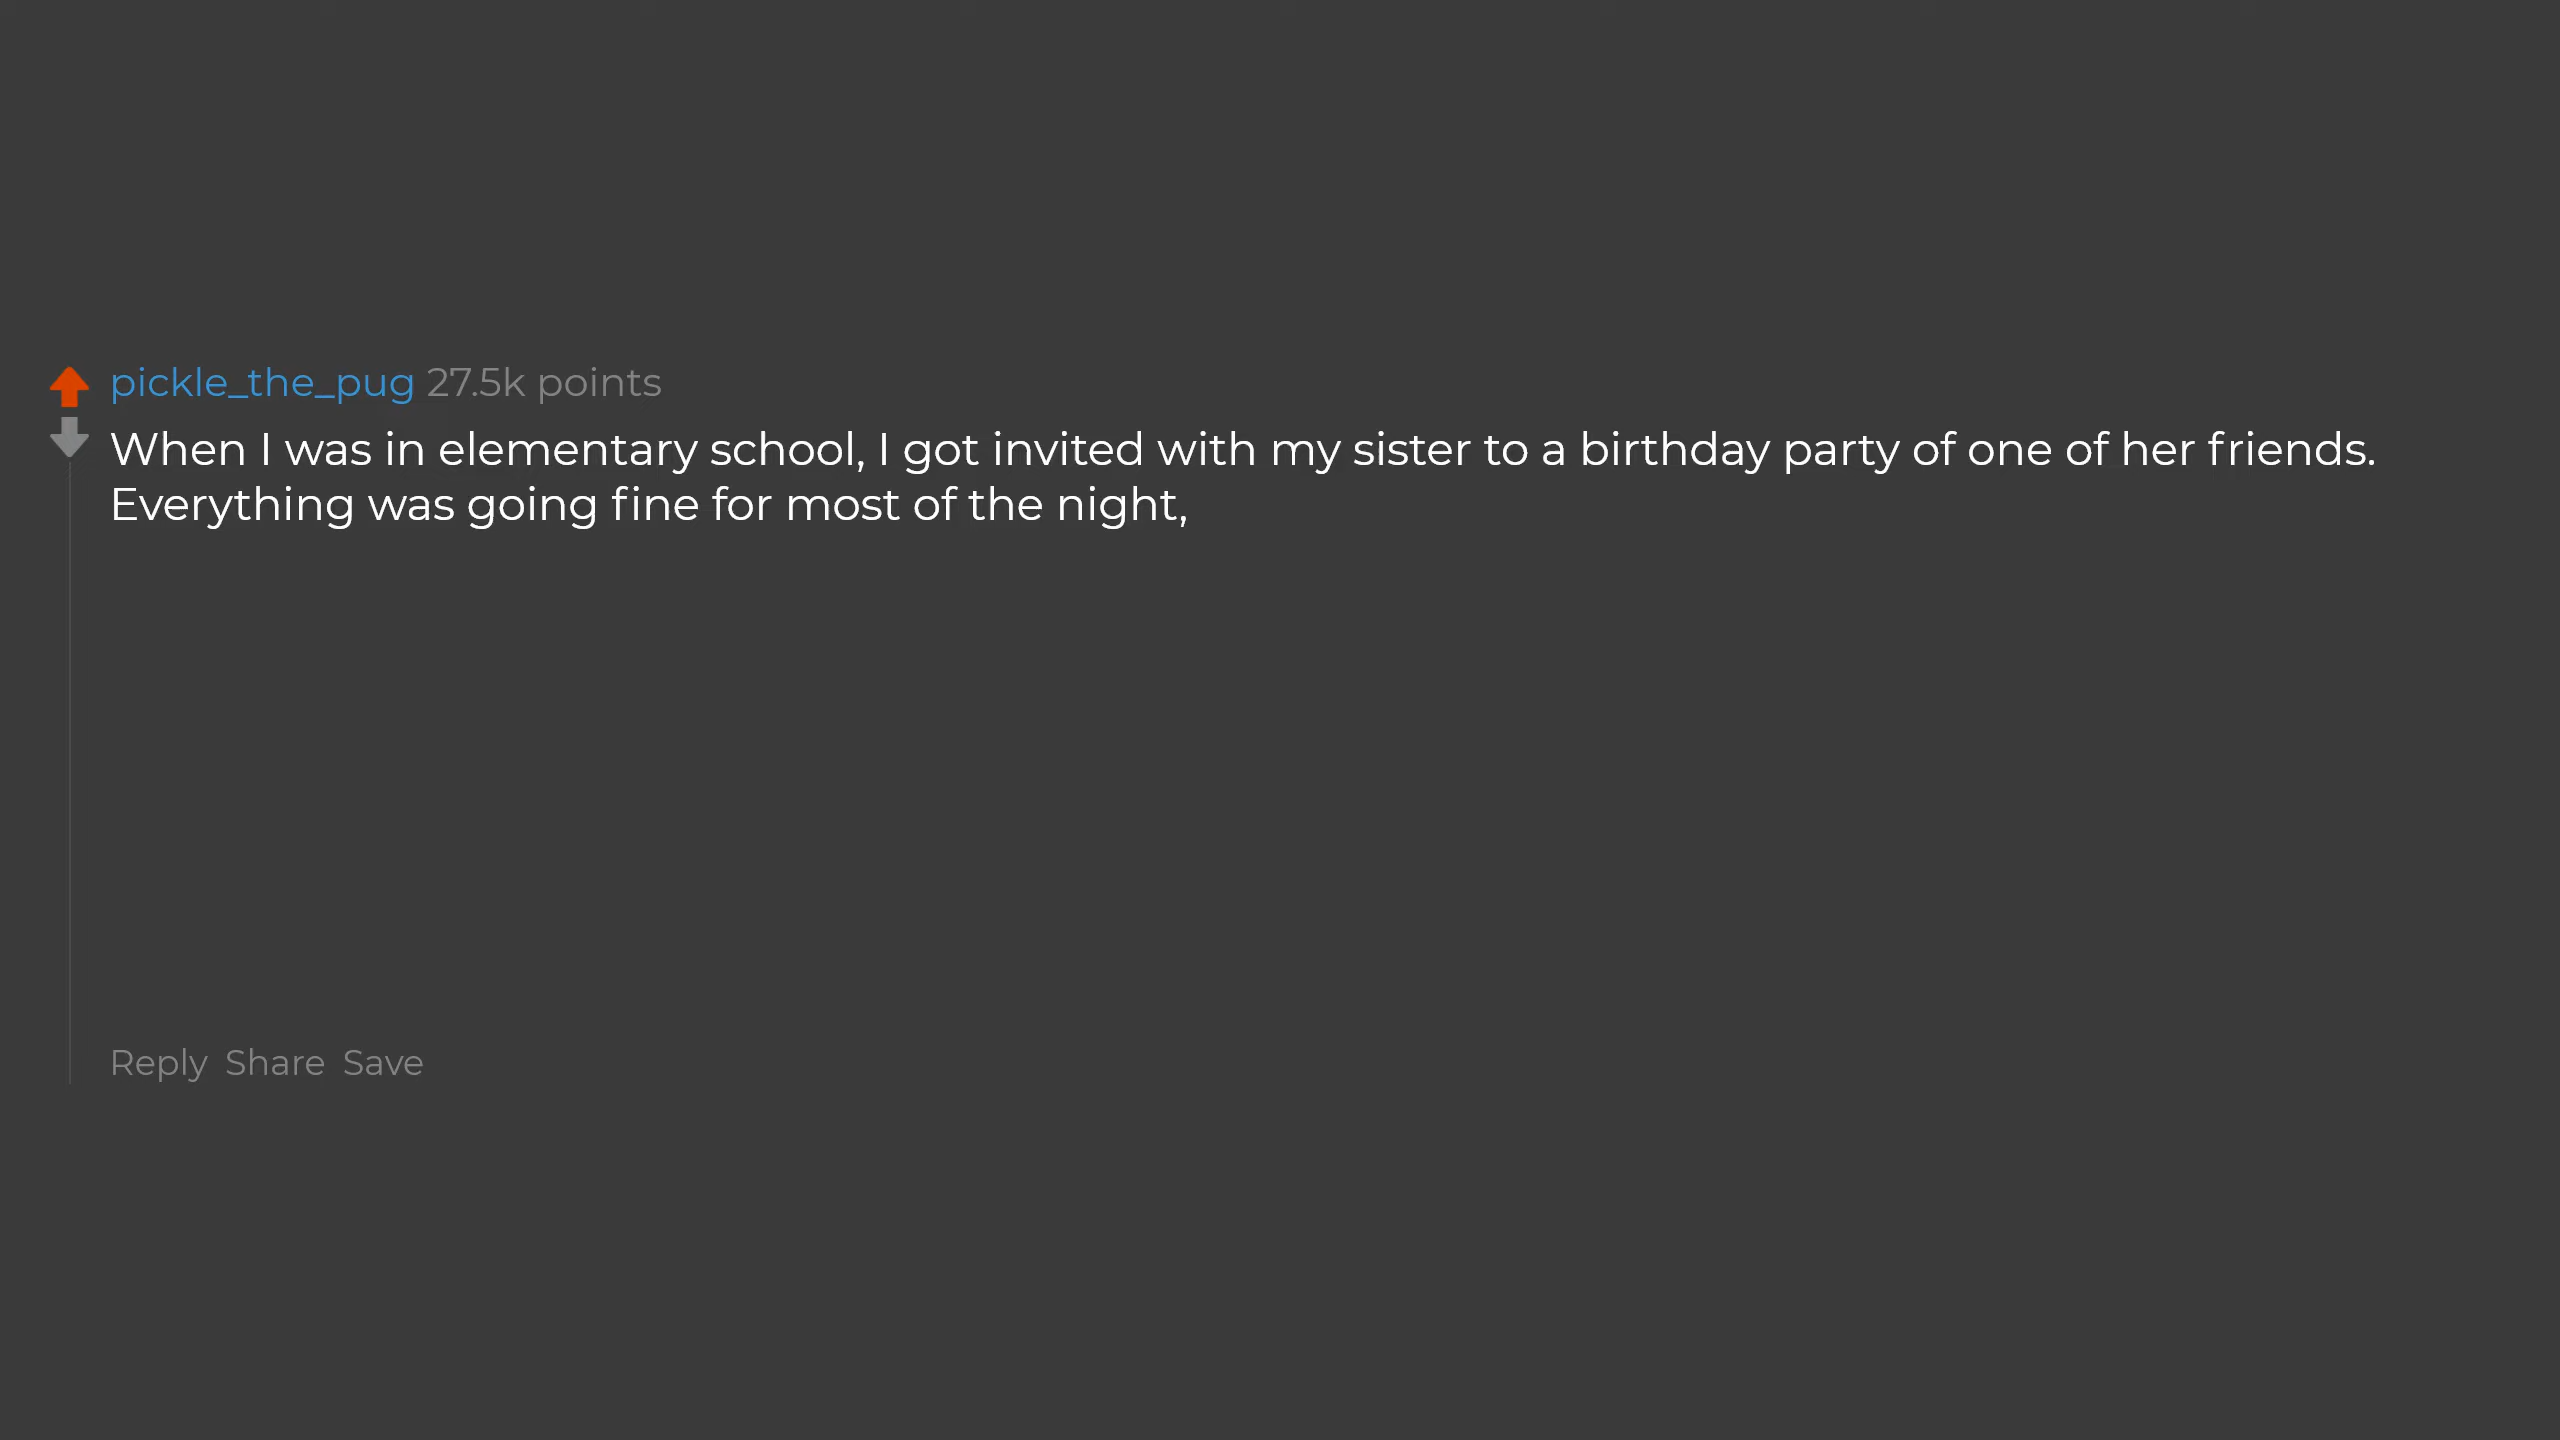 pickle_the_pug 27.5k points
When I was in elementary school, I got invited with my sister to a birthday party of one of her friends.
Everything was going fine for most of the night,
Reply Share Save